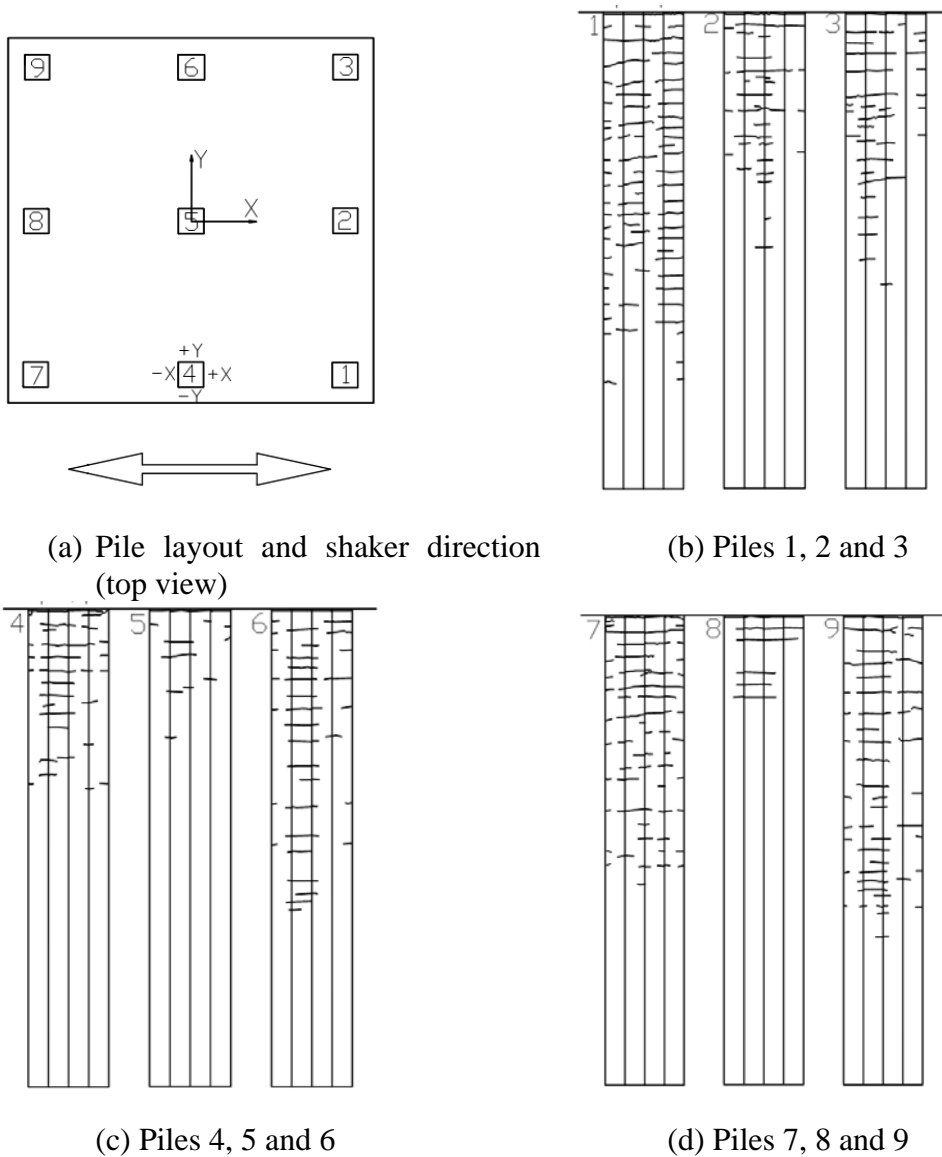 9 6 3
Y
X
8 5 2
+Y
7 -X 4 +X 1
-Y
(a) Pile layout and shaker direction
(top view)
1 2 3
(b) Piles 1, 2 and 3
4 5 6
(c) Piles 4, 5 and 6
7 8 9
(d) Piles 7, 8 and 9